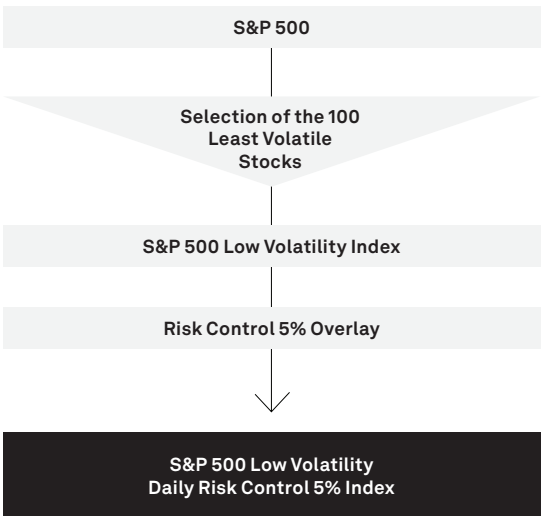 S&P 500
Selection of the 100
Least Volatile
Stocks
S&P 500 Low Volatility Index
Risk Control 5% Overlay
S&P 500 Low Volatility
Daily Risk Control 5% Index